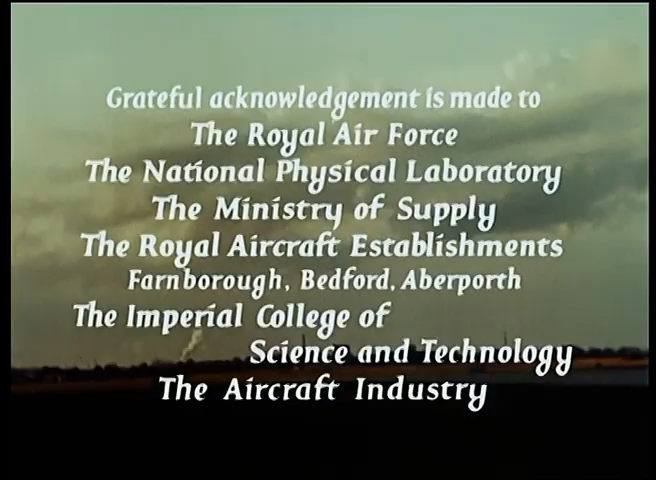 Grateful acknowledgement is made to
The Royal Air Force
The National Physical Laboratory
The Ministry of Supply
The Royal Aircraft Establishments
Farnborough, Bedford, Aberporth
The Imperial College of
Science and Technology
The Aircraft Industry